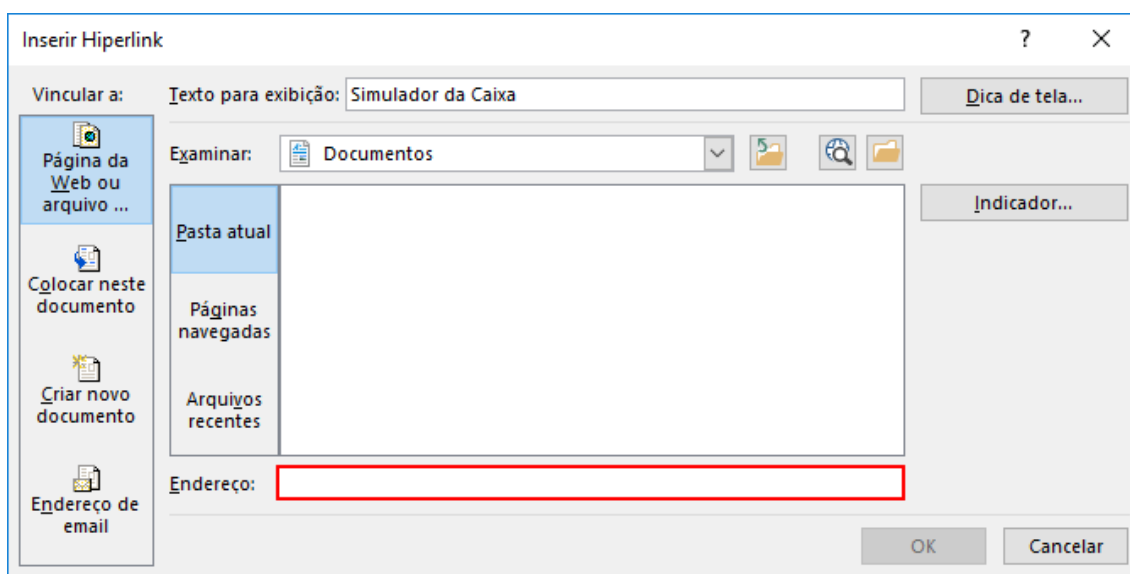 Inserir Hiperlink
?
Vincular a:
Texto para exibição:
Simulador da Caixa
Dica de tela...
Página da
Web ou
arquivo ...
Examinar:
Documentos
Indicador...
Pasta atual
Colocar neste
documento
Páginas
navegadas
Criar novo
documento
Arquivos
recentes
Endereço de
email
Endereço:
OK
Cancelar